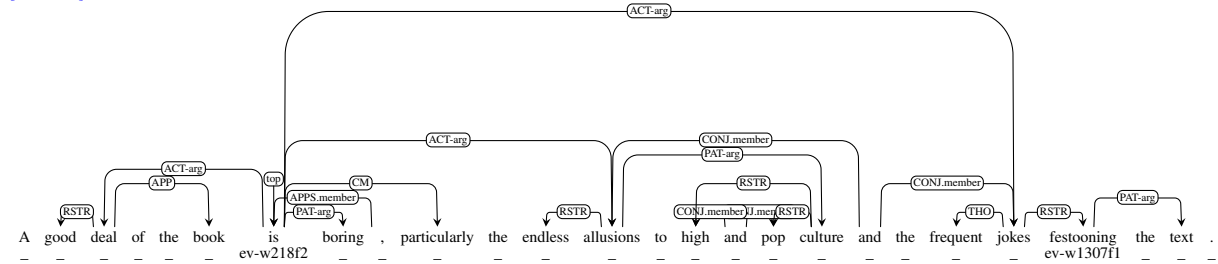 ACT-arg
ACT-arg CONJ.member
PAT-arg
ACT-arg
APP top CM RSTR CONJ.member
APPS.member PAT-arg
RSTR PAT-arg RSTR CONJ.member RSTR THO RSTR
A good deal of the book is boring , particularly the endless allusions to high and pop culture and the frequent jokes festooning the text .
ev-w218f2 ev-w1307f1
_ _ _ _ _ _ _ _ _ _ _ _ _ _ _ _ _ _ _ _ _ _ _ _